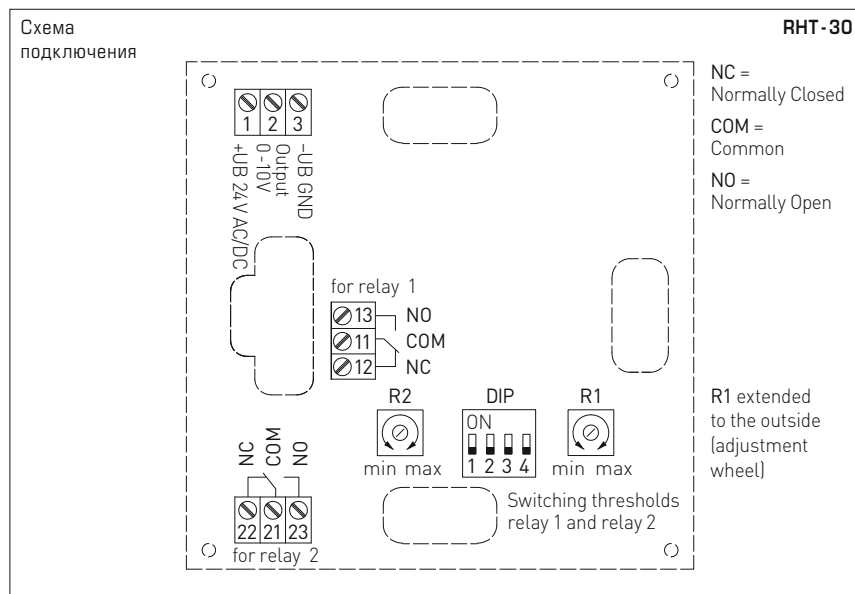 Схема
подключения
RHT-30
NC =
Normally Closed
COM =
Common
NO =
Normally Open
1 2 3
+UB 24V AC/DC
Output
0-10V
-UB GND
for relay 1
13 NO
11 COM
12 NC
R2
min max
DIP
ON
1 2 3 4
R1
min max
R1 extended
to the outside
(adjustment
wheel)
Switching thresholds
relay 1 and relay 2
NC COM NO
22 21 23
for relay 2